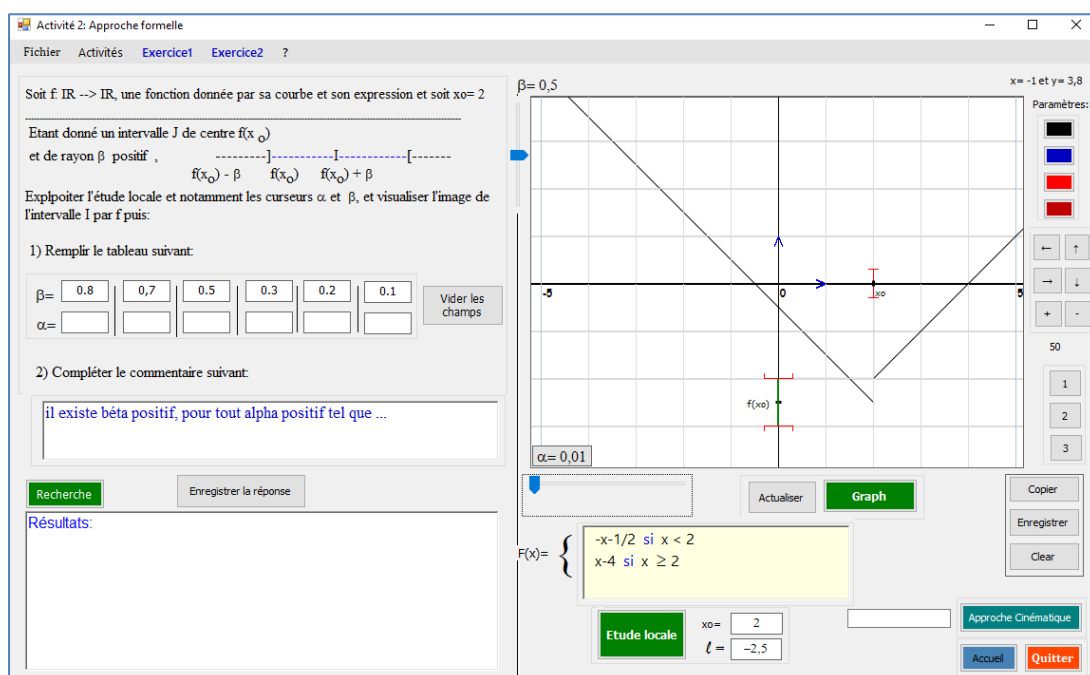 Activité 2: Approche formelle
Fichier Activités Exercice1 Exercice2 ?
Soit f: IR --> IR, une fonction donnée par sa courbe et son expression et soit xo= 2
Etant donné un intervalle J de centre f(x o)
et de rayon β positif , ---------]-----------I------------[-------
f(xo) - β f(xo) f(xo) + β
Explpoiter l'étude locale et notamment les curseurs α et β, et visualiser l'image de
l'intervalle I par f puis:
1) Remplir le tableau suivant:
β= 0.8 0,7 0.5 0.3 0.2 0.1
α=
Vider les
champs
2) Compléter le commentaire suivant:
il existe béta positif, pour tout alpha positif tel que ...
Recherche
Enregistrer la réponse
Résultats:
β= 0,5
x= -1 et y= 3,8
Paramètres:
-5 0 xo 5
f(xo)
α= 0,01
← ↑
→ ↓
+ -
50
1
2
3
Actualiser
Graph
Copier
Enregistrer
Clear
F(x)= {
-x-1/2 si x < 2
x-4 si x ≥ 2
Etude locale
xo= 2
ℓ = -2,5
Approche Cinématique
Accueil
Quitter